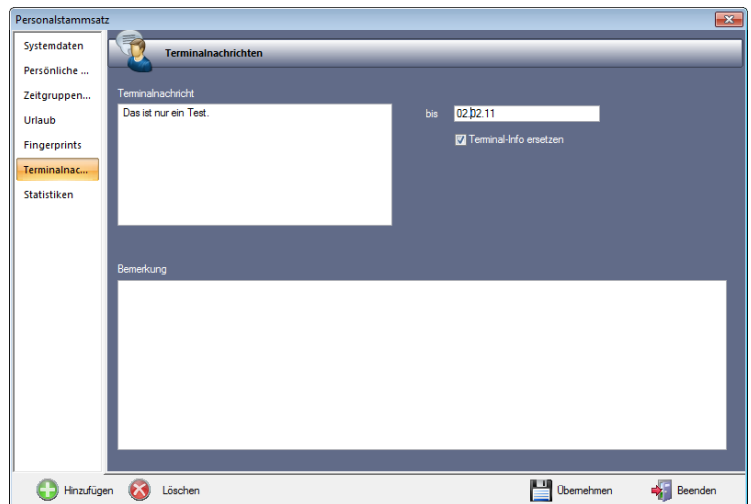 Personalstammsatz
Systemdaten
Persönliche ...
Zeitgruppen...
Urlaub
Fingerprints
Terminalnac...
Statistiken
Terminalnachrichten
Terminalnachricht
Das ist nur ein Test.
bis 02.02.11
Terminal-Info ersetzen
Bemerkung
Hinzufügen Löschen Übernehmen Beenden